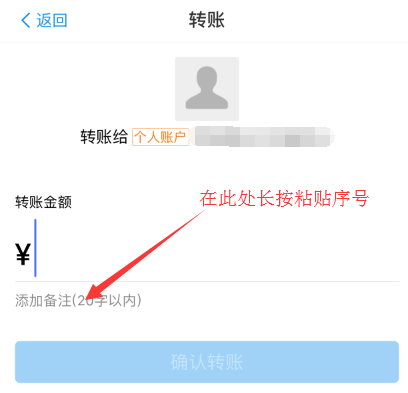 返回
转账
转账给 个人账户
在此处长按粘贴序号
转账金额
¥
添加备注(20字以内)
确认转账